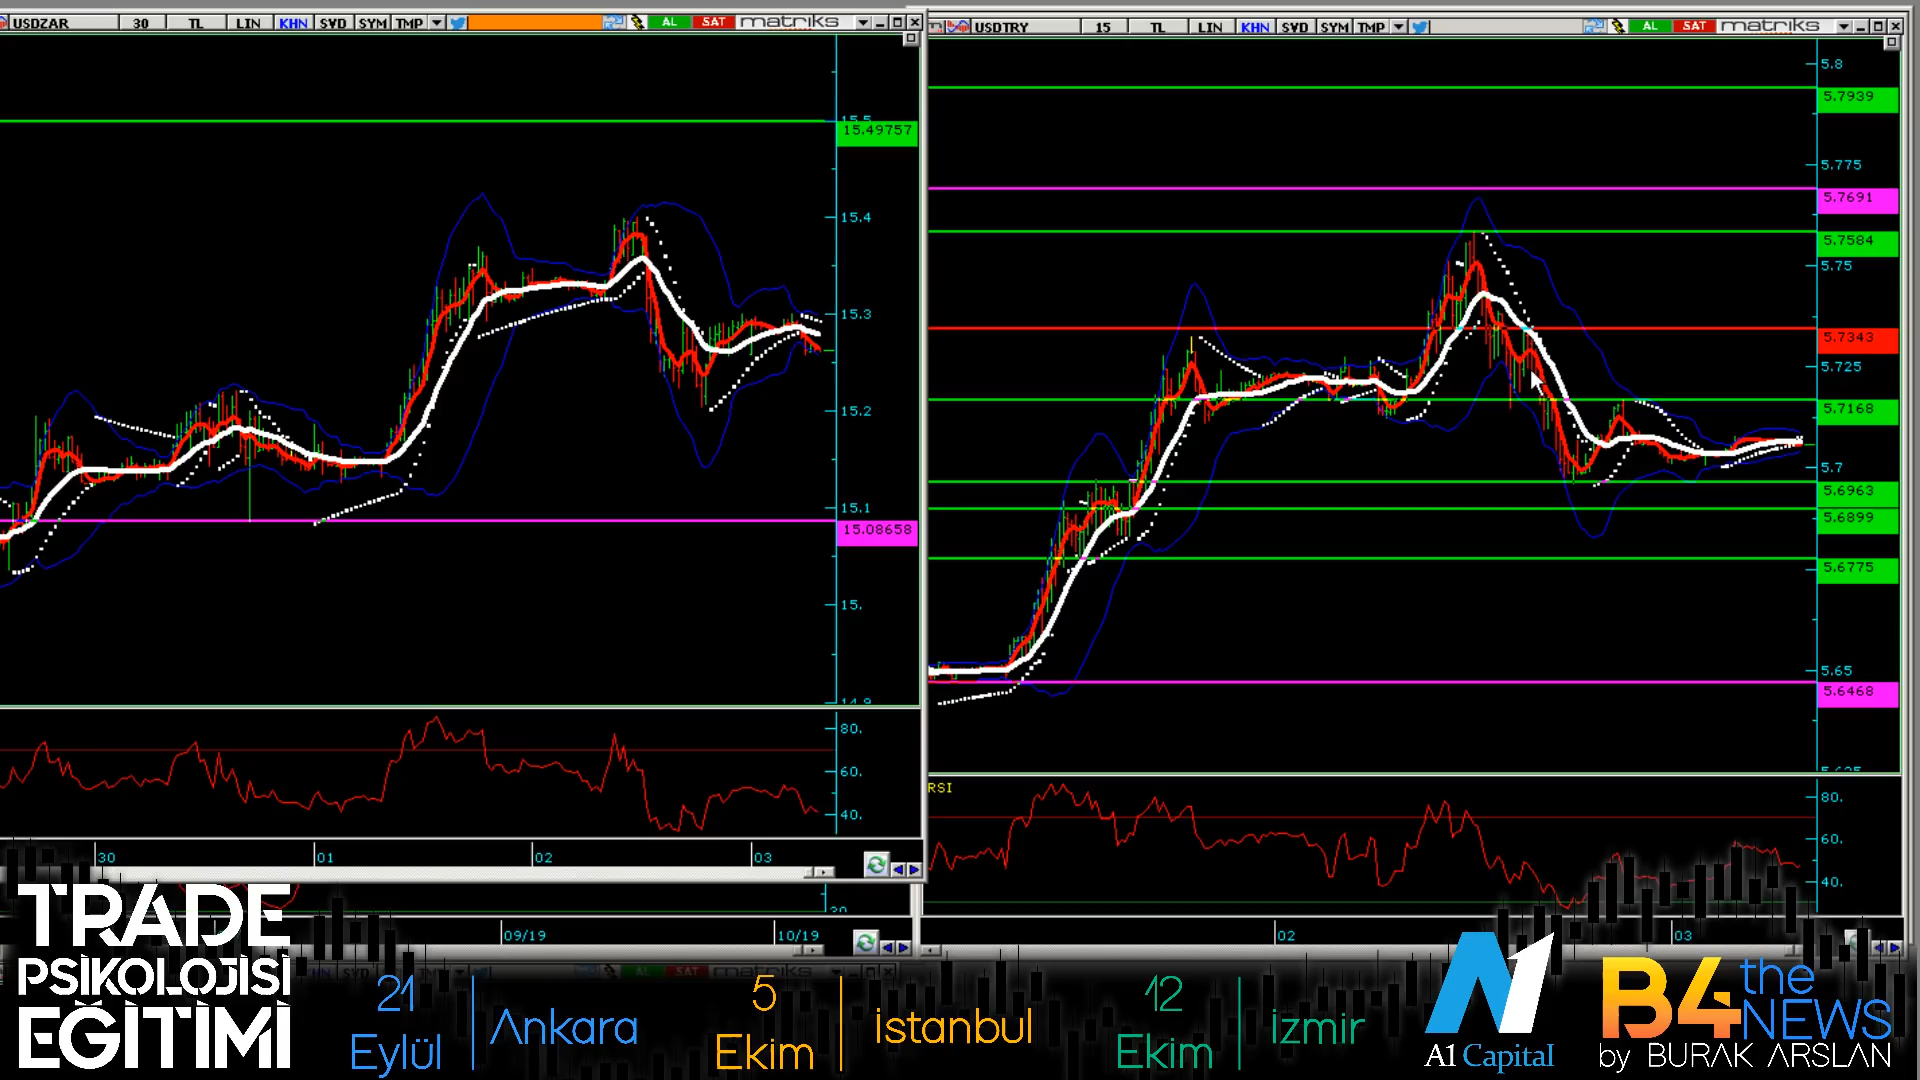 USDZAR 30 TL LIN KHN SVD SYM TMP AL SAT matriks
USDTRY 15 TL LIN KHN SVD SYM TMP AL SAT matriks
15.49757
15.4
15.3
15.2
15.1
15.08658
15.
80.
60.
40.
30 01 02 03
09/19 10/19
5.8
5.7939
5.775
5.7691
5.7584
5.75
5.7343
5.725
5.7168
5.7
5.6963
5.6899
5.6775
5.65
5.6468
RSI
80.
60.
40.
02 03
TRADE
PSİKOLOJİSİ
EĞİTİMİ
21
Eylül
Ankara
5
Ekim
İstanbul
12
Ekim
İzmir
A1
A1 Capital
B4 the
NEWS
by BURAK ARSLAN